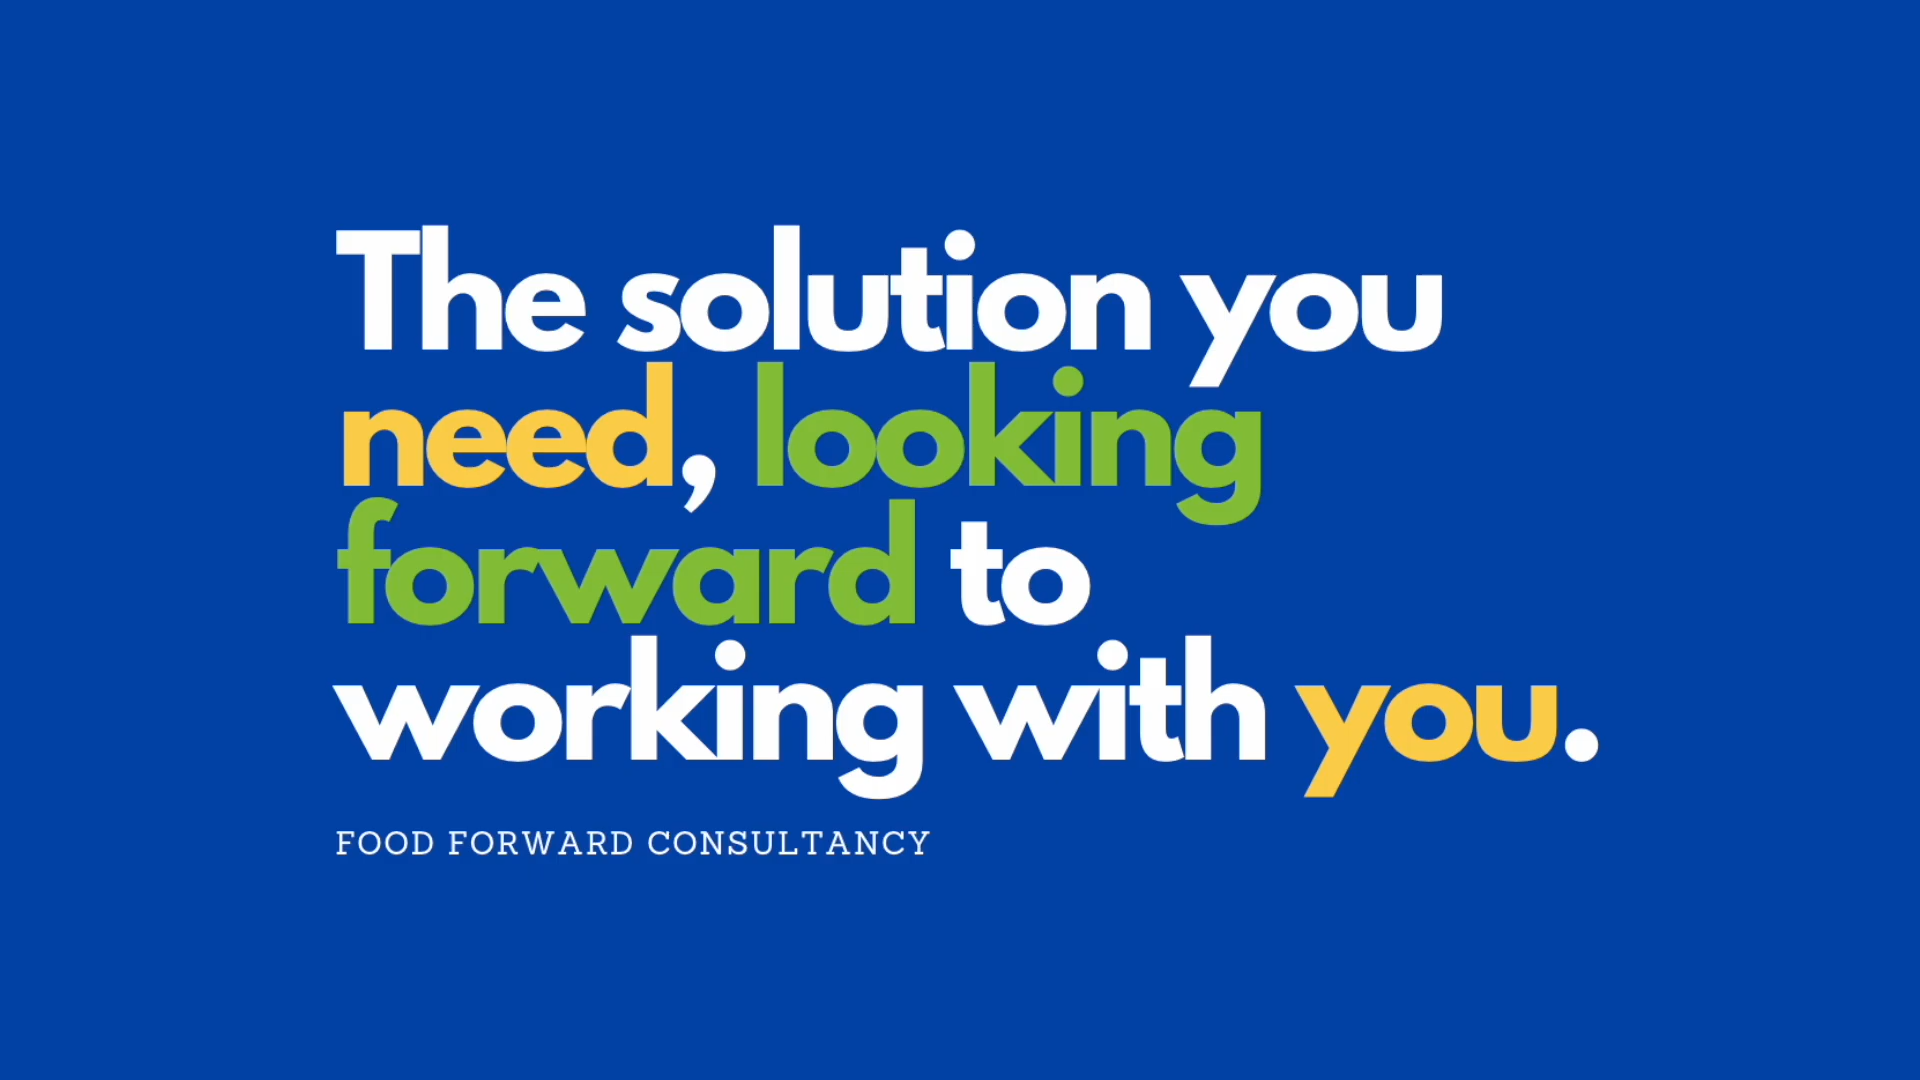 The solution you
need, looking
forward to
working with you.
FOOD FORWARD CONSULTANCY